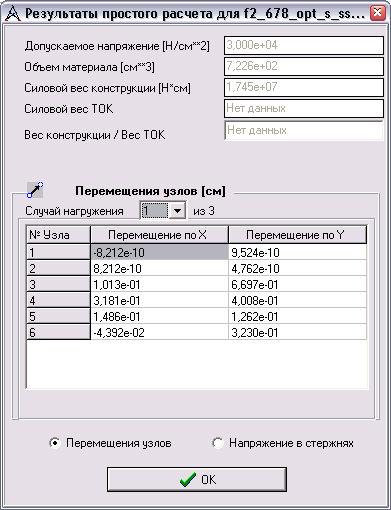 Результаты простого расчета для f2_678_opt_s_ss...
Допускаемое напряжение [Н/см**2] 3,000e+04
Объем материала [см**3] 7,226e+02
Силовой вес конструкции [Н*см] 1,745e+07
Силовой вес ТОК Нет данных
Вес конструкции / Вес ТОК Нет данных
Перемещения узлов [см]
Случай нагружения 1 из 3
№ Узла Перемещение по X Перемещение по Y
1 -8,212e-10 9,524e-10
2 8,212e-10 4,762e-10
3 1,013e-01 6,697e-01
4 3,181e-01 4,008e-01
5 1,486e-01 1,262e-01
6 -4,392e-02 3,230e-01
Перемещения узлов Напряжение в стержнях
OK